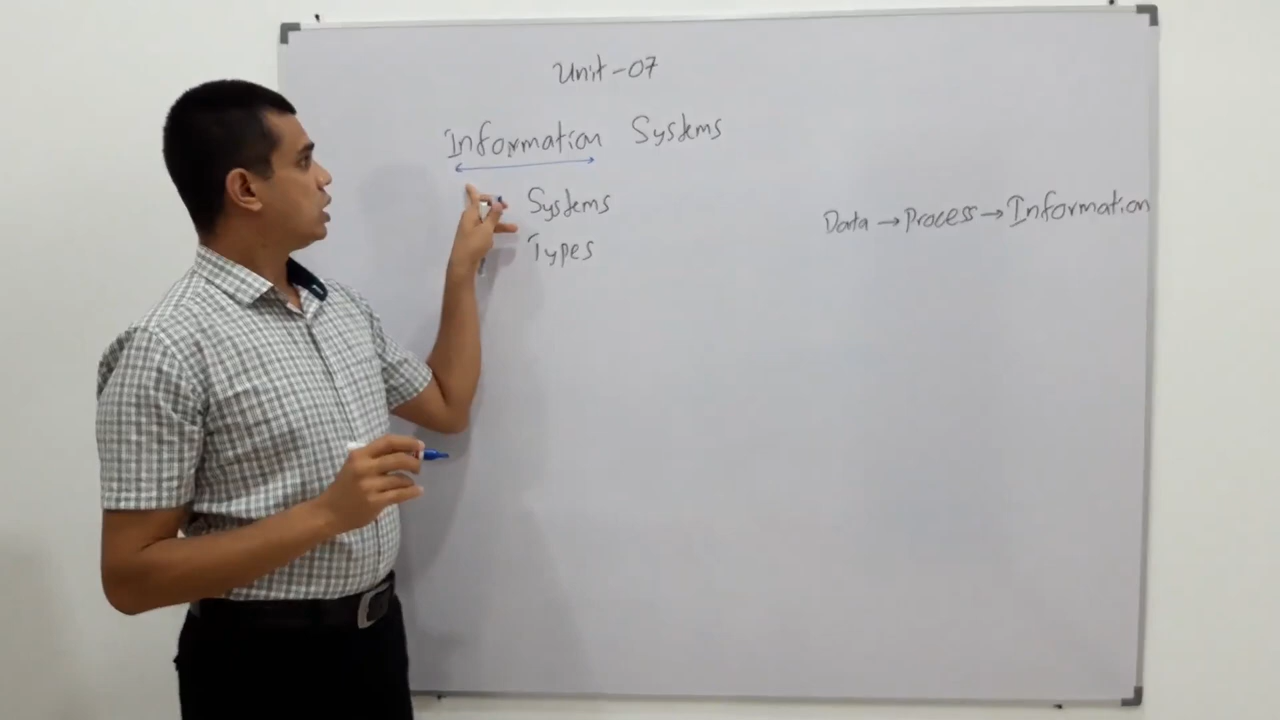 Unit-07
Information Systems
Systems
Types
Data → Process → Information